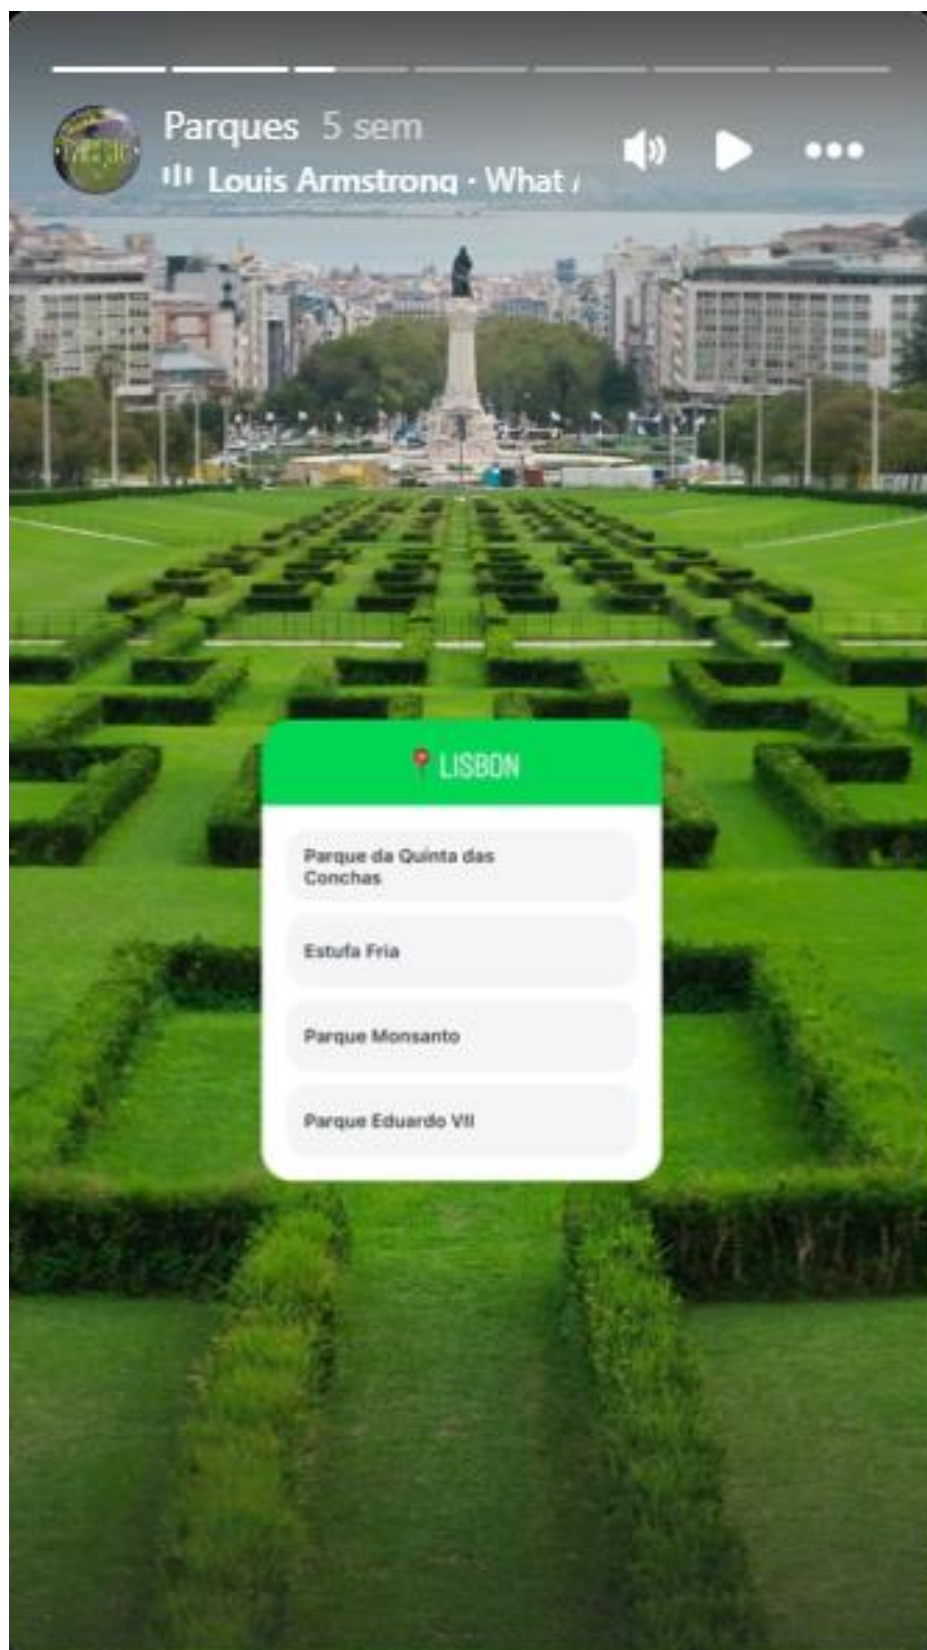 Parques 5 sem
Louis Armstrong · What
📍 LISBON
Parque da Quinta das
Conchas
Estufa Fria
Parque Monsanto
Parque Eduardo VII